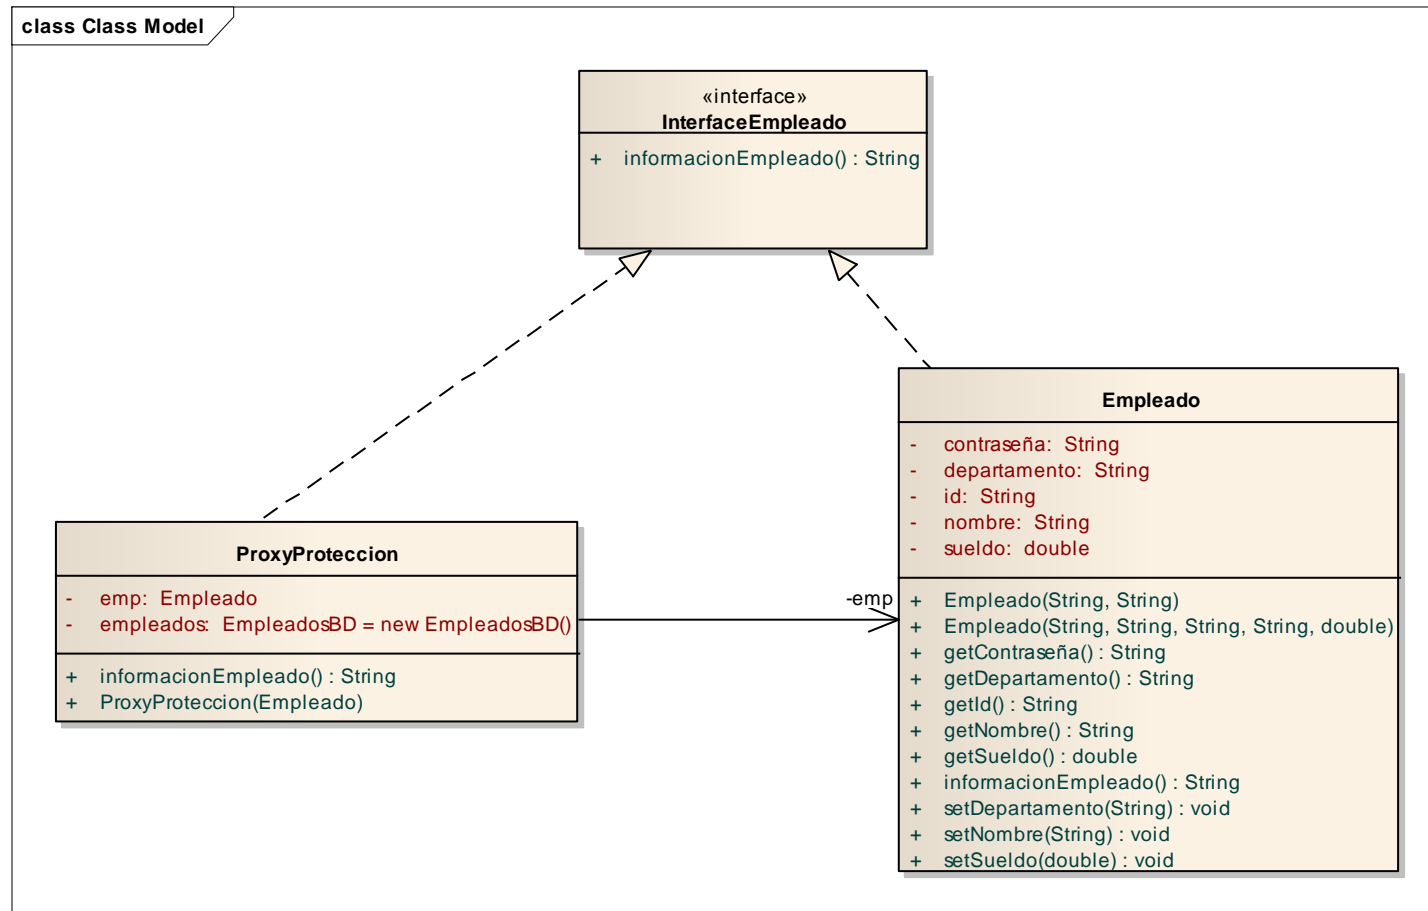 class Class Model
«interface»
InterfaceEmpleado
+ informacionEmpleado() : String
Empleado
- contraseña: String
- departamento: String
- id: String
- nombre: String
- sueldo: double
+ Empleado(String, String)
+ Empleado(String, String, String, String, double)
+ getContraseña() : String
+ getDepartamento() : String
+ getId() : String
+ getNombre() : String
+ getSueldo() : double
+ informacionEmpleado() : String
+ setDepartamento(String) : void
+ setNombre(String) : void
+ setSueldo(double) : void
ProxyProteccion
- emp: Empleado
- empleados: EmpleadosBD = new EmpleadosBD()
+ informacionEmpleado() : String
+ ProxyProteccion(Empleado)
-emp